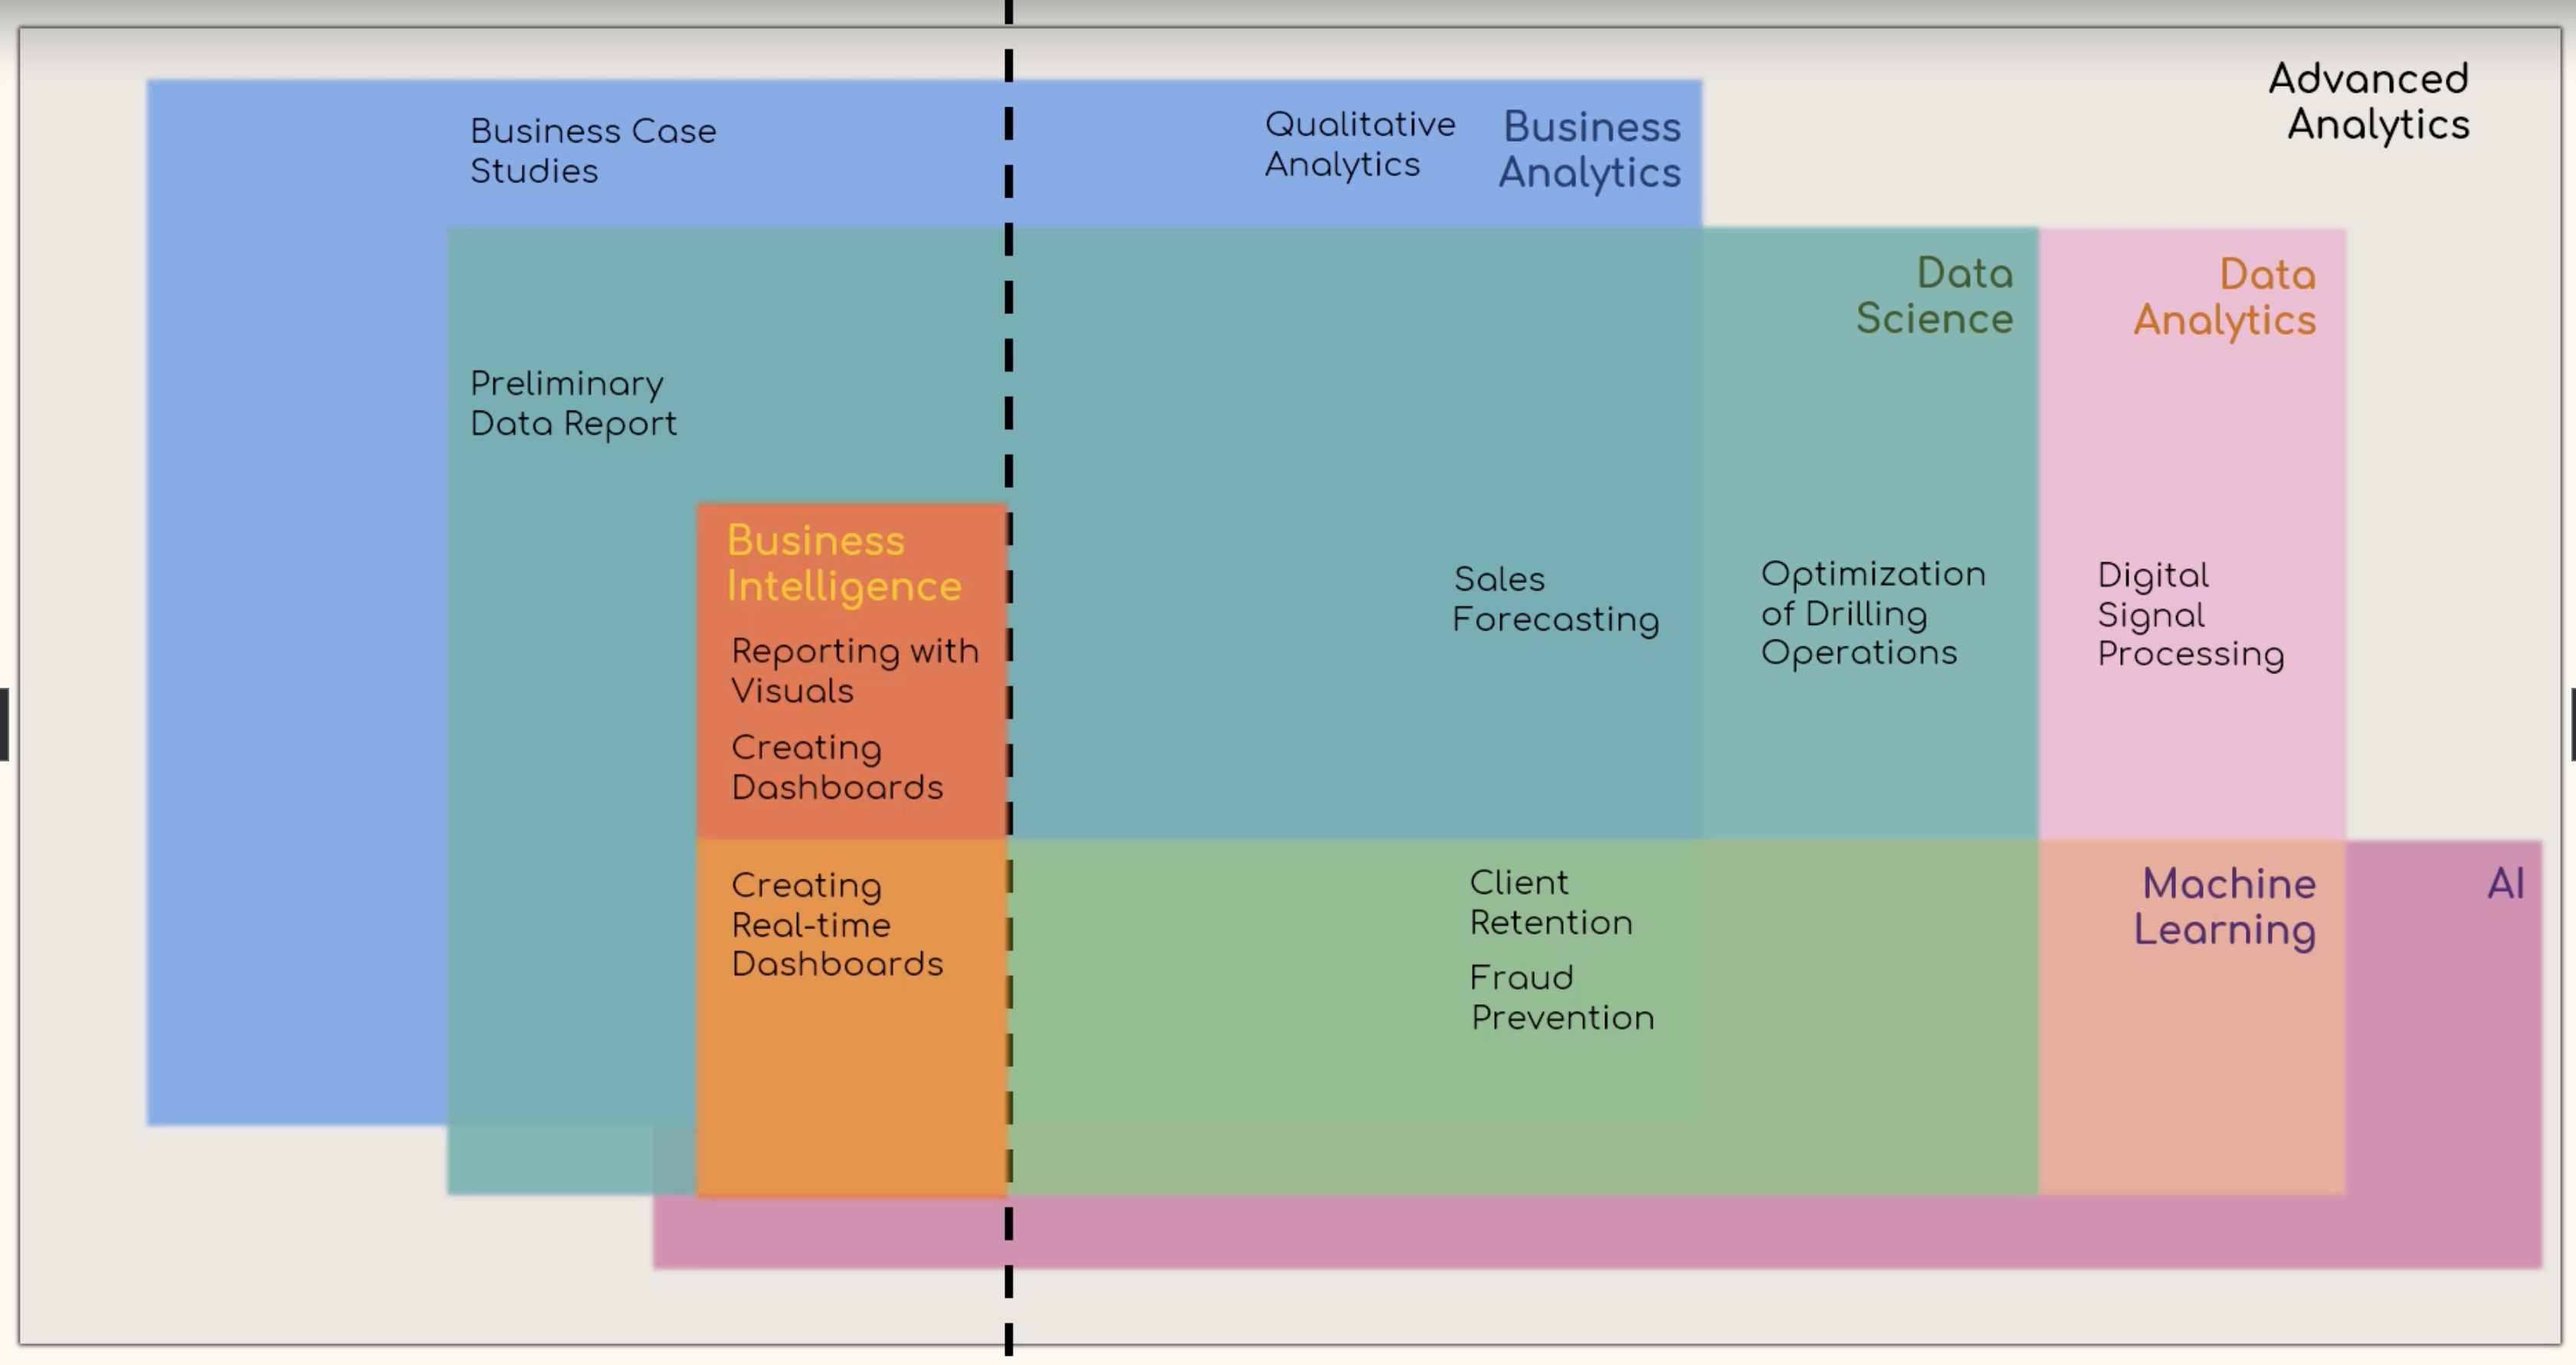 Advanced
Analytics
Business Case
Studies
Qualitative
Analytics
Business
Analytics
Data
Science
Data
Analytics
Preliminary
Data Report
Business
Intelligence
Reporting with
Visuals
Creating
Dashboards
Sales
Forecasting
Optimization
of Drilling
Operations
Digital
Signal
Processing
Creating
Real-time
Dashboards
Client
Retention
Fraud
Prevention
Machine
Learning
AI